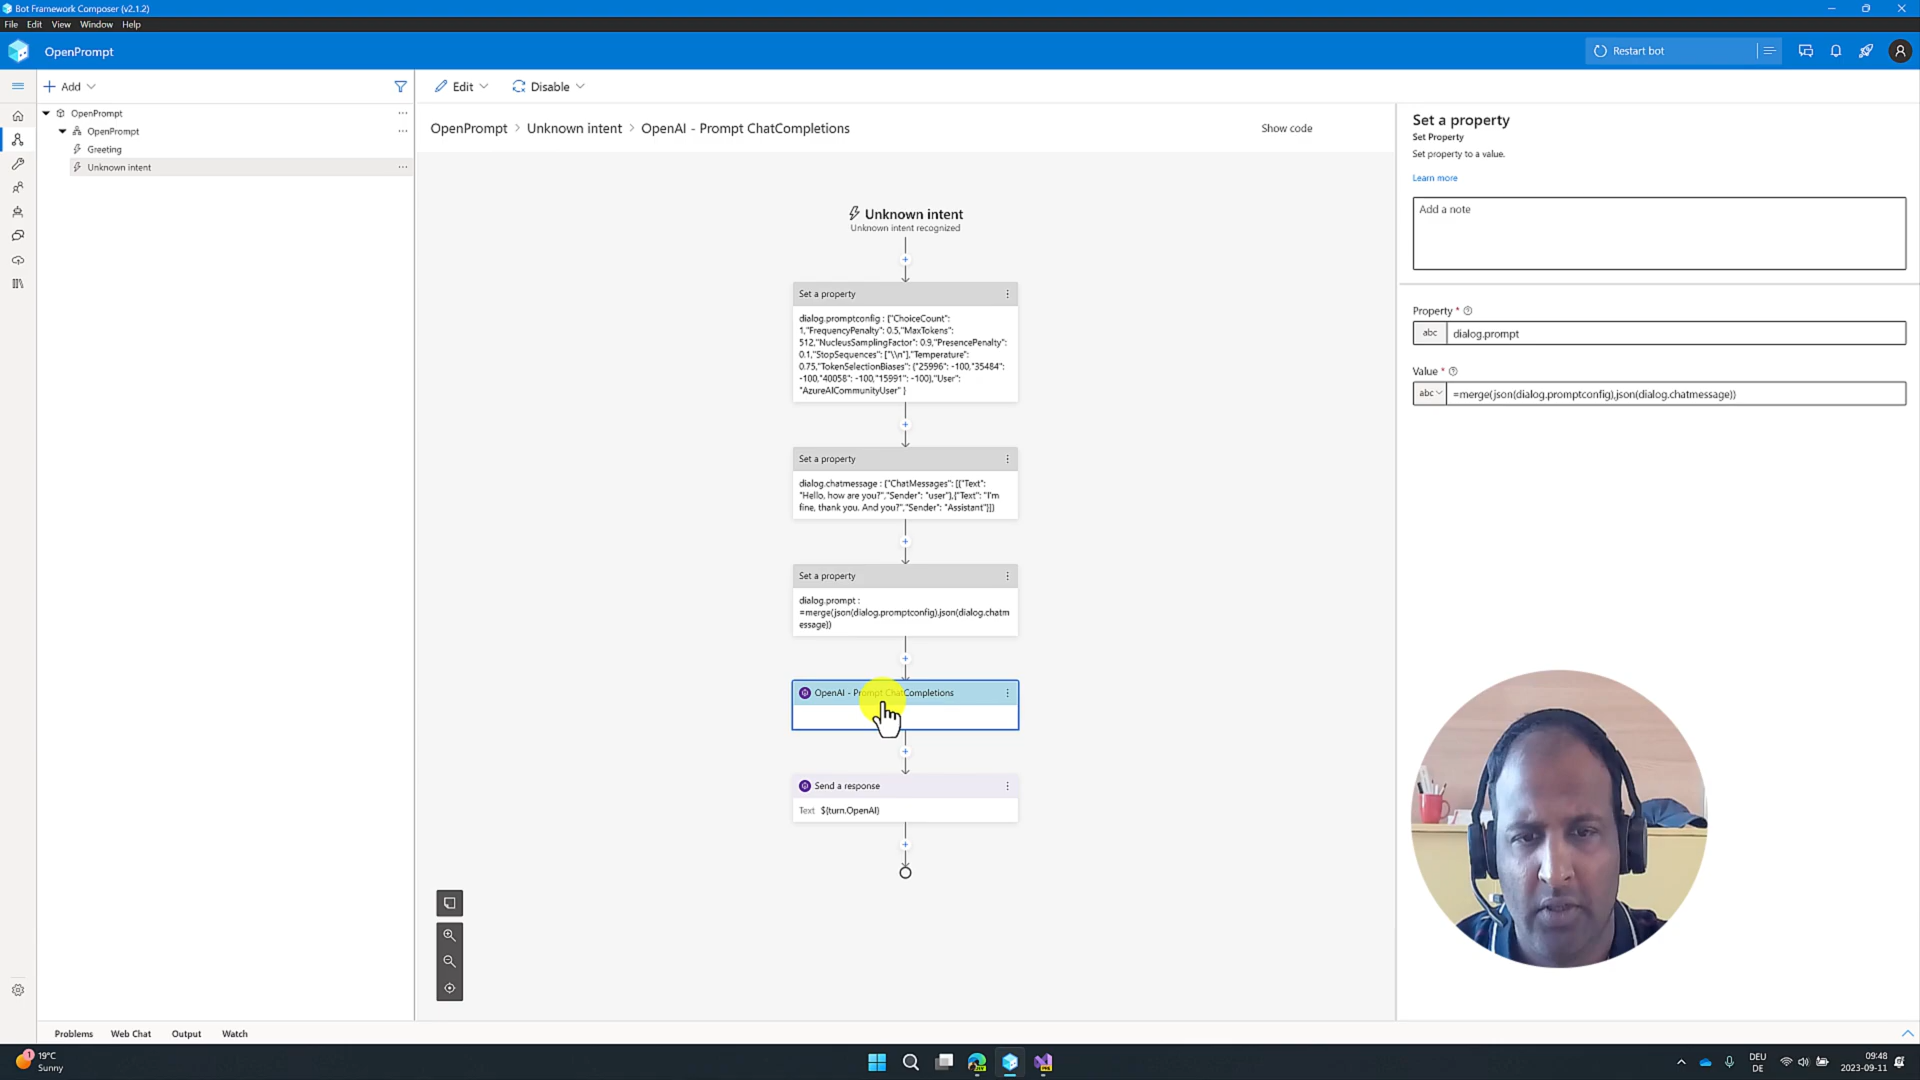 Bot Framework Composer (v2.1.2)
File Edit View Window Help
OpenPrompt
Restart bot
Add
Edit
Disable
OpenPrompt
OpenPrompt
Greeting
Unknown intent
OpenPrompt > Unknown intent > OpenAI - Prompt ChatCompletions
Show code
Unknown intent
Unknown intent recognized
Set a property
dialog.promptconfig : {"ChoiceCount":
1,"FrequencyPenalty": 0.5,"MaxTokens":
512,"NucleusSamplingFactor": 0.9,"PresencePenalty":
0.1,"StopSequences": ["\\n"],"Temperature":
0.75,"TokenSelectionBiases": {"25996": -100,"35484":
-100,"40058": -100,"15991": -100},"User":
"AzureAICommunityUser" }
Set a property
dialog.chatmessage : {"ChatMessages": [{"Text":
"Hello, how are you?","Sender": "user"},{"Text": "I'm
fine, thank you. And you?","Sender": "Assistant"}]}
Set a property
dialog.prompt :
=merge(json(dialog.promptconfig),json(dialog.chatm
essage))
OpenAI - Prompt ChatCompletions
Send a response
Text ${turn.OpenAI}
Set a property
Set Property
Set property to a value.
Learn more
Add a note
Property *
abc dialog.prompt
Value *
abc =merge(json(dialog.promptconfig),json(dialog.chatmessage))
Problems Web Chat Output Watch
1
19°C
Sunny
DEU
DE
09:48
2023-09-11